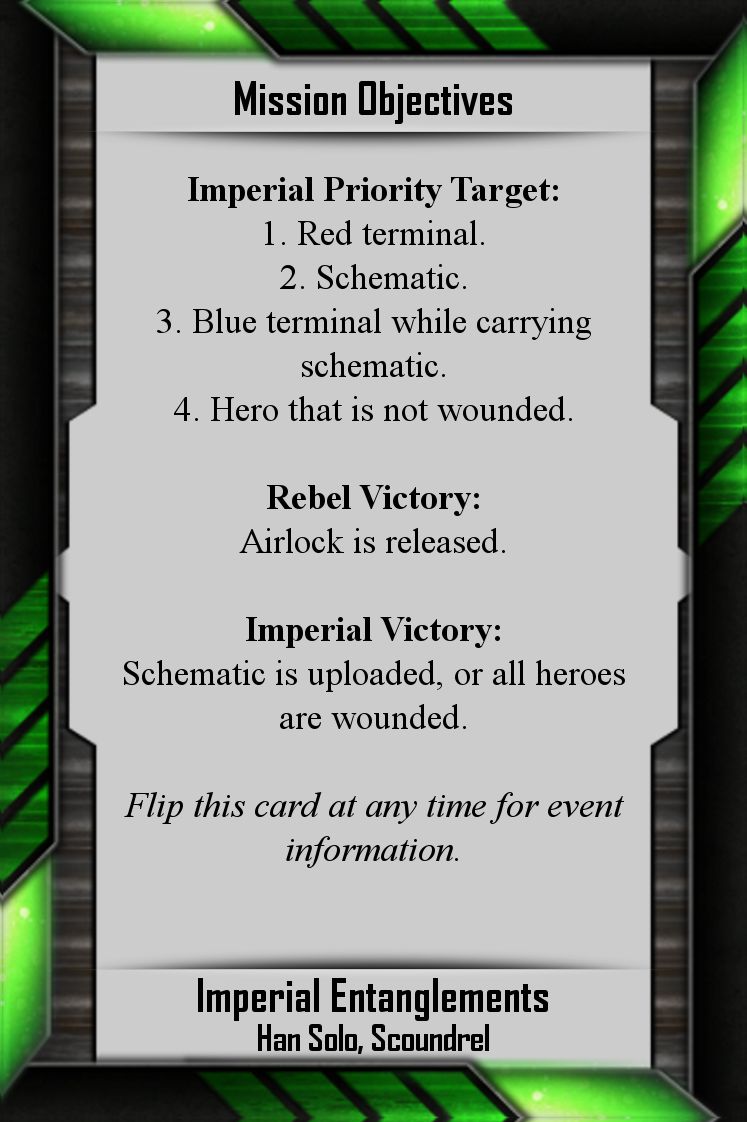 Mission Objectives
Imperial Priority Target:
1. Red terminal.
2. Schematic.
3. Blue terminal while carrying
schematic.
4. Hero that is not wounded.
Rebel Victory:
Airlock is released.
Imperial Victory:
Schematic is uploaded, or all heroes
are wounded.
Flip this card at any time for event
information.
Imperial Entanglements
Han Solo, Scoundrel